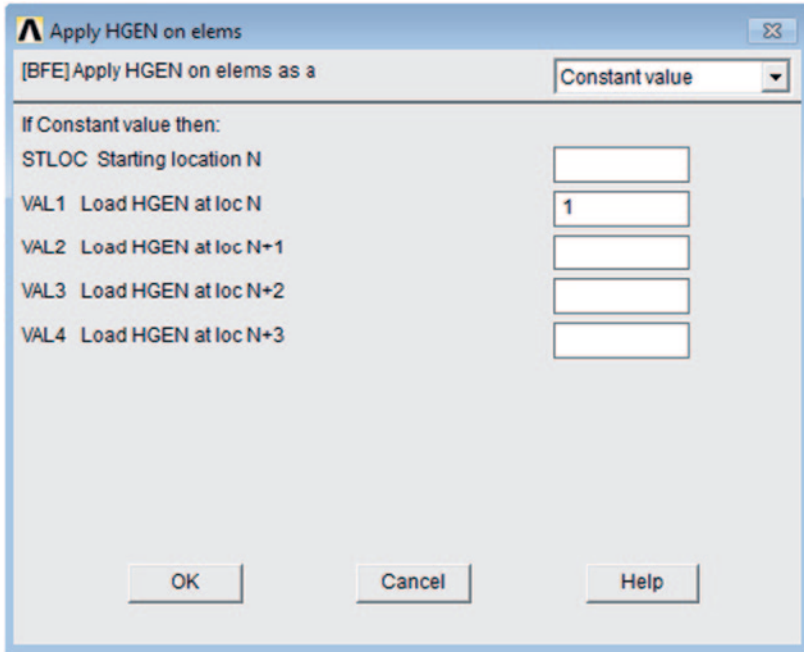 Apply HGEN on elems
[BFE] Apply HGEN on elems as a Constant value
If Constant value then:
STLOC Starting location N
VAL1 Load HGEN at loc N 1
VAL2 Load HGEN at loc N+1
VAL3 Load HGEN at loc N+2
VAL4 Load HGEN at loc N+3
OK Cancel Help